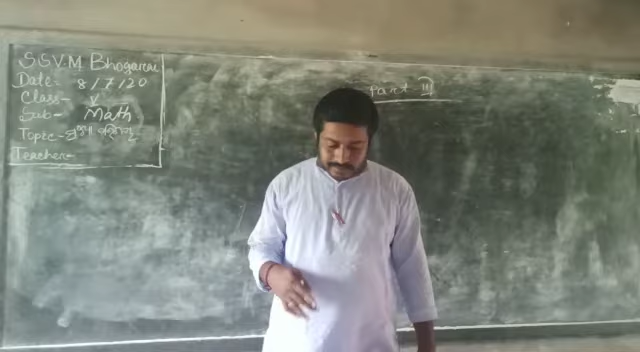 SSVM Bhogarai
Date- 8/7/20
Class- V
Sub- Math
Topic-
Teacher-
Part II